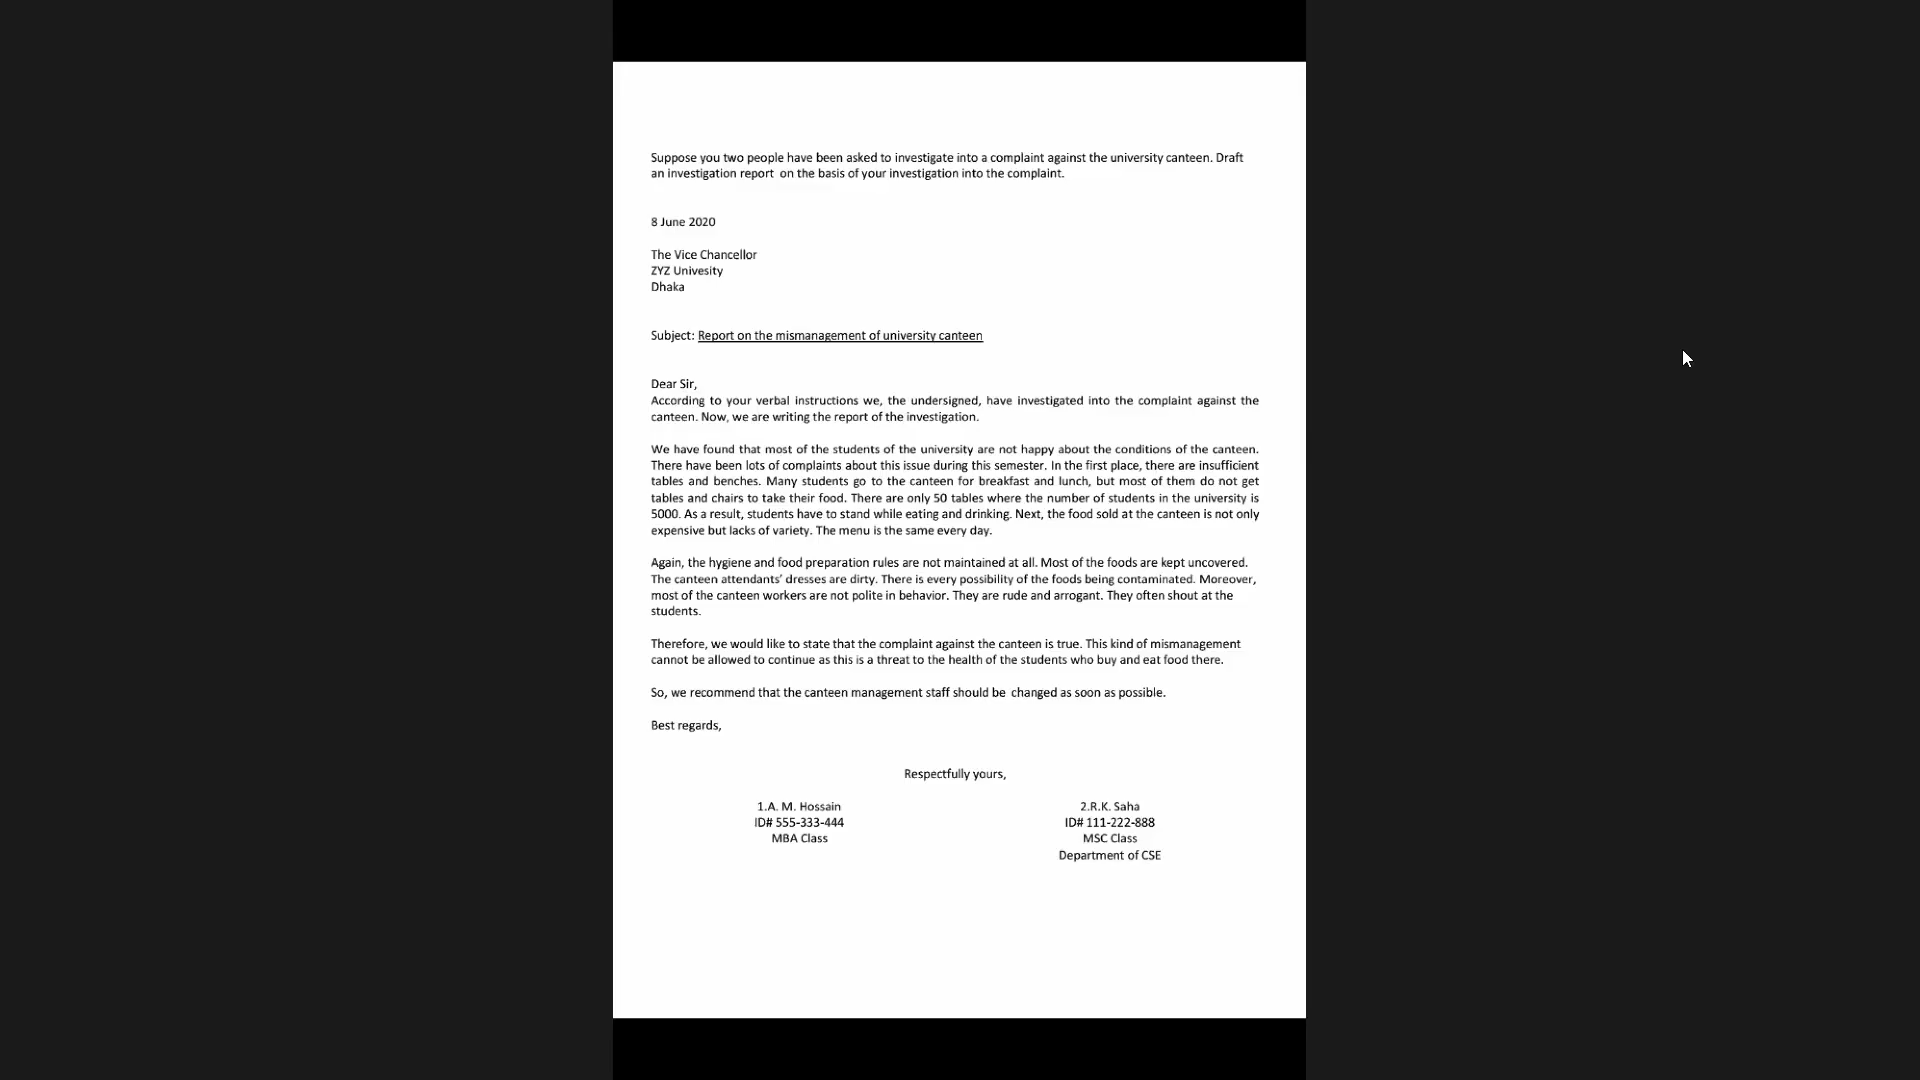 Suppose you two people have been asked to investigate into a complaint against the university canteen. Draft
an investigation report on the basis of your investigation into the complaint.
8 June 2020
The Vice Chancellor
ZYZ Univesity
Dhaka
Subject: Report on the mismanagement of university canteen
Dear Sir,
According to your verbal instructions we, the undersigned, have investigated into the complaint against the
canteen. Now, we are writing the report of the investigation.
We have found that most of the students of the university are not happy about the conditions of the canteen.
There have been lots of complaints about this issue during this semester. In the first place, there are insufficient
tables and benches. Many students go to the canteen for breakfast and lunch, but most of them do not get
tables and chairs to take their food. There are only 50 tables where the number of students in the university is
5000. As a result, students have to stand while eating and drinking. Next, the food sold at the canteen is not only
expensive but lacks of variety. The menu is the same every day.
Again, the hygiene and food preparation rules are not maintained at all. Most of the foods are kept uncovered.
The canteen attendants' dresses are dirty. There is every possibility of the foods being contaminated. Moreover,
most of the canteen workers are not polite in behavior. They are rude and arrogant. They often shout at the
students.
Therefore, we would like to state that the complaint against the canteen is true. This kind of mismanagement
cannot be allowed to continue as this is a threat to the health of the students who buy and eat food there.
So, we recommend that the canteen management staff should be changed as soon as possible.
Best regards,
Respectfully yours,
1.A. M. Hossain
ID# 555-333-444
MBA Class
2.R.K. Saha
ID# 111-222-888
MSC Class
Department of CSE